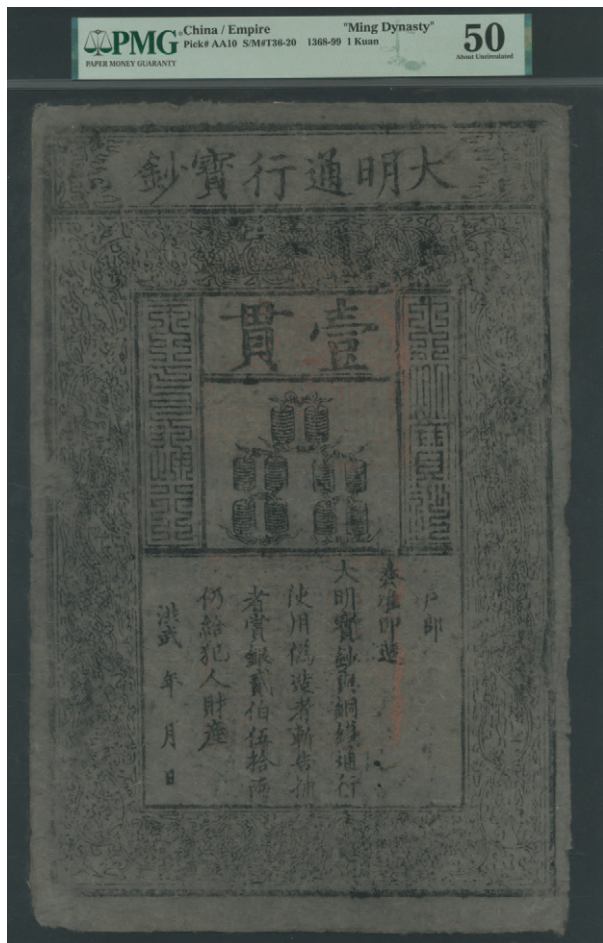 PMG
PAPER MONEY GUARANTY
China / Empire "Ming Dynasty"
Pick# AA10 S/M#T36-20 1368-99 1 Kuan
50
About Uncirculated
大明通行寶鈔
壹貫
戶部
奏准印造
大明寶鈔與銅錢通行
使用偽造者斬告捕
者賞銀貳伯伍拾兩
仍給犯人財產
洪武 年 月 日